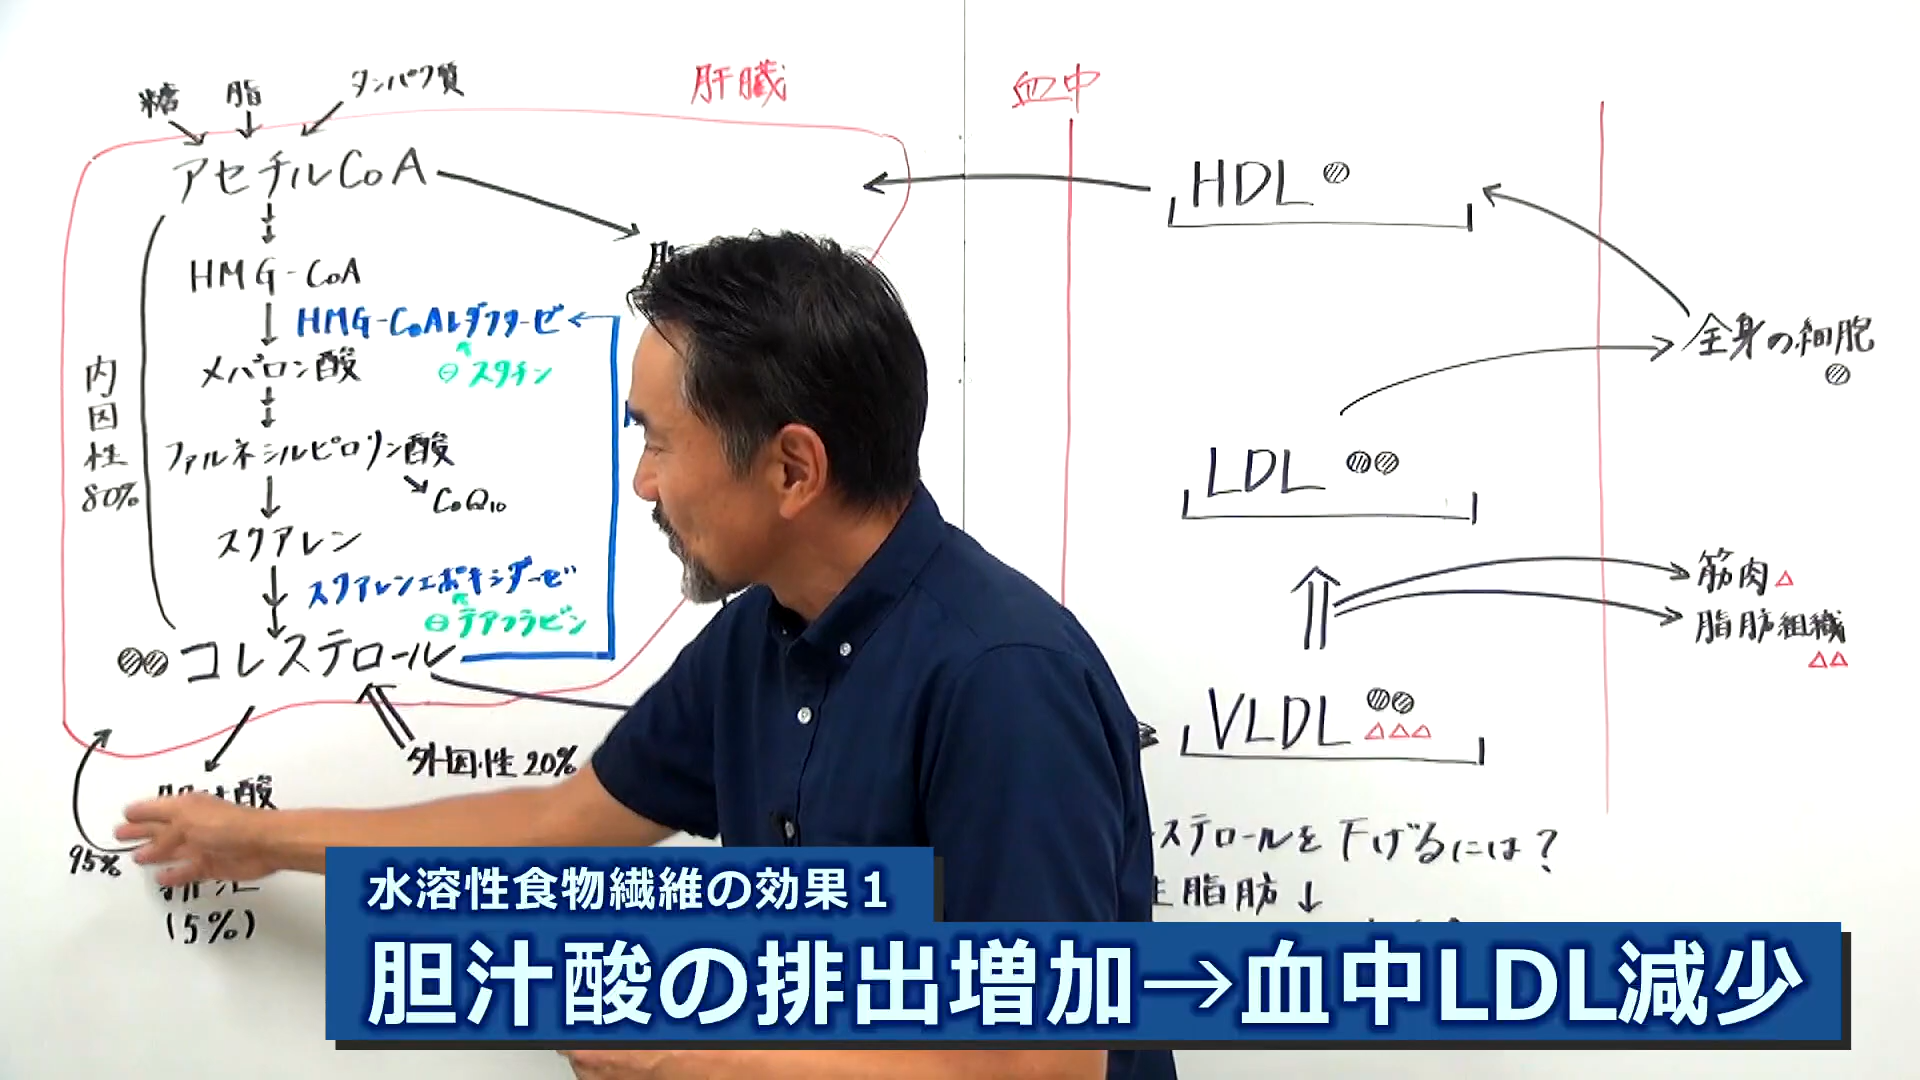 糖 脂 タンパク質
肝臓
血中
アセチルCoA
HDL
HMG-CoA
HMG-CoAレダクターゼ
⊖スタチン
メバロン酸
全身の細胞
内因性80%
ファルネシルピロリン酸
CoQ10
LDL
スクアレン
スクアレンエポキシダーゼ
⊖テアフラビン
筋肉△
脂肪組織
△△
コレステロール
VLDL
△△△
外因性20%
酸
95%
(5%)
ステロールを下げるには?
脂肪↓
水溶性食物繊維の効果1
胆汁酸の排出増加→血中LDL減少